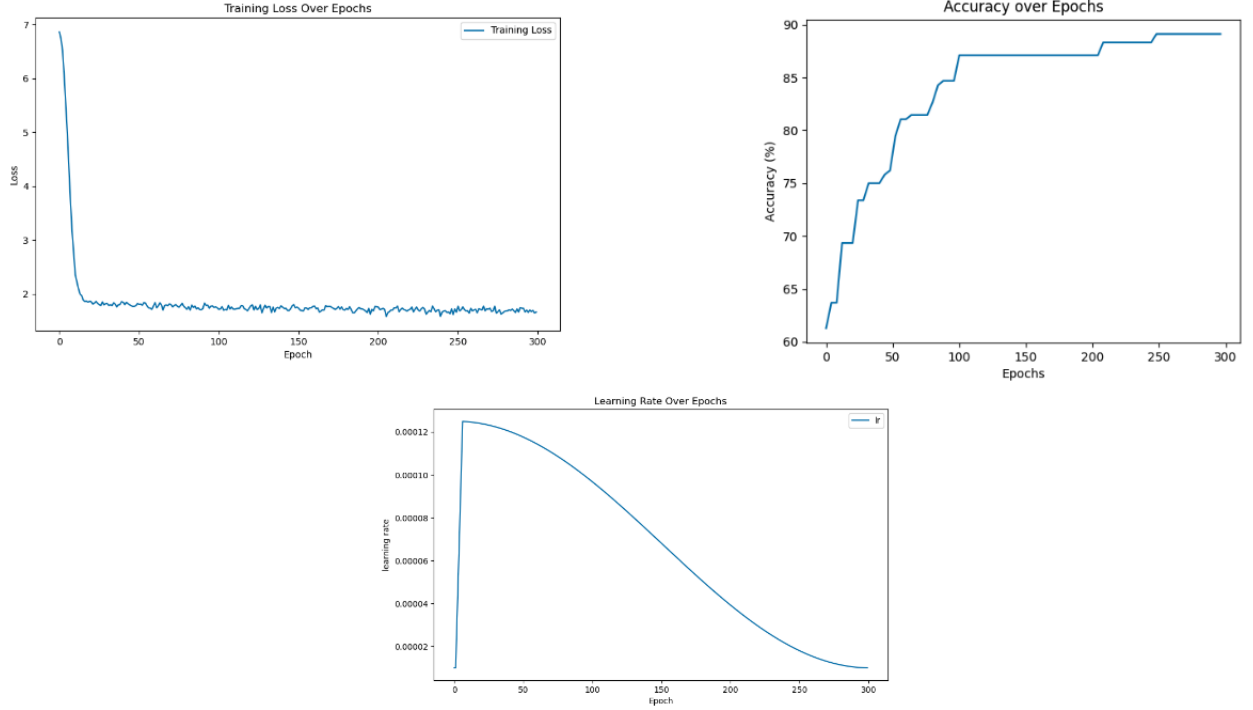 Training Loss Over Epochs
Training Loss
7
6
5
4
3
2
Loss
0 50 100 150 200 250 300
Epoch
Accuracy over Epochs
90
85
80
75
70
65
60
Accuracy (%)
0 50 100 150 200 250 300
Epochs
Learning Rate Over Epochs
lr
0.00012
0.00010
0.00008
0.00006
0.00004
0.00002
learning rate
0 50 100 150 200 250 300
Epoch